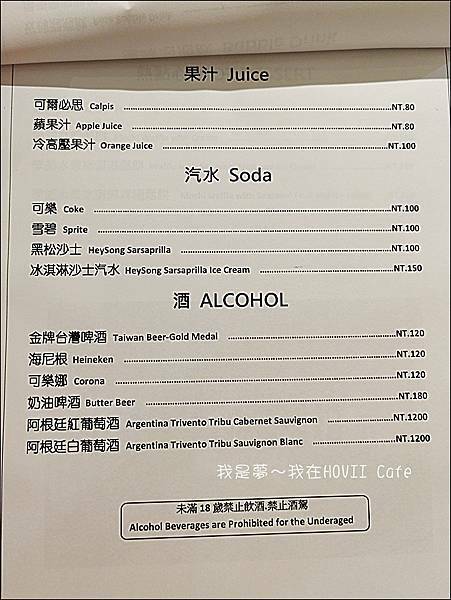 果汁 Juice
可爾必思 Calpis NT.80
蘋果汁 Apple Juice NT.80
冷高壓果汁 Orange Juice NT.100
汽水 Soda
可樂 Coke NT.100
雪碧 Sprite NT.100
黑松沙士 HeySong Sarsaprilla NT.100
冰淇淋沙士汽水 HeySong Sarsaprilla Ice Cream NT.150
酒 ALCOHOL
金牌台灣啤酒 Taiwan Beer-Gold Medal NT.120
海尼根 Heineken NT.120
可樂娜 Corona NT.120
奶油啤酒 Butter Beer NT.180
阿根廷紅葡萄酒 Argentina Trivento Tribu Cabernet Sauvignon NT.1200
阿根廷白葡萄酒 Argentina Trivento Tribu Sauvignon Blanc NT.1200
我是夢～我在HOVII Cafe
未滿 18 歲禁止飲酒.禁止酒駕
Alcohol Beverages are Prohibited for the Underaged